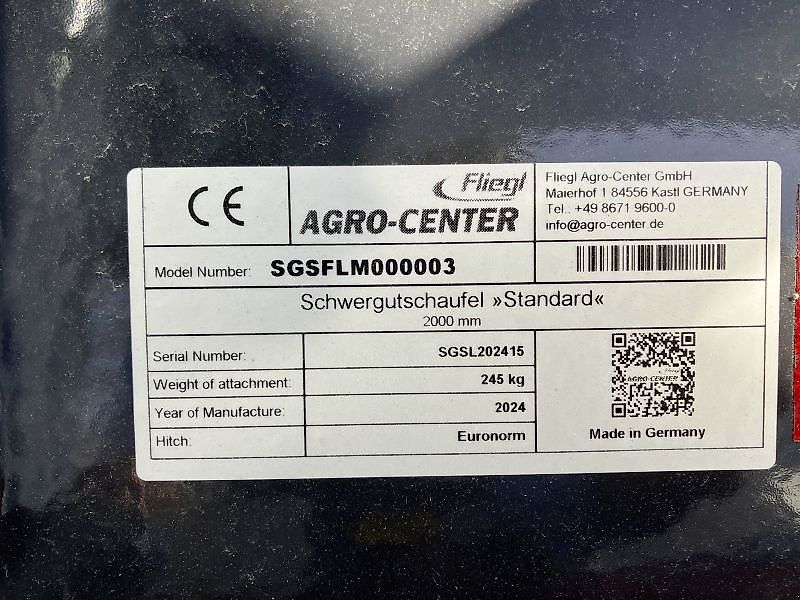 CE
Fliegl
AGRO-CENTER
Fliegl Agro-Center GmbH
Maierhof 1 84556 Kastl GERMANY
Tel.: +49 8671 9600-0
info@agro-center.de
Model Number: SGSFLM000003
Schwergutschaufel »Standard«
2000 mm
Serial Number: SGSL202415
Weight of attachment: 245 kg
Year of Manufacture: 2024
Hitch: Euronorm
AGRO-CENTER
Made in Germany